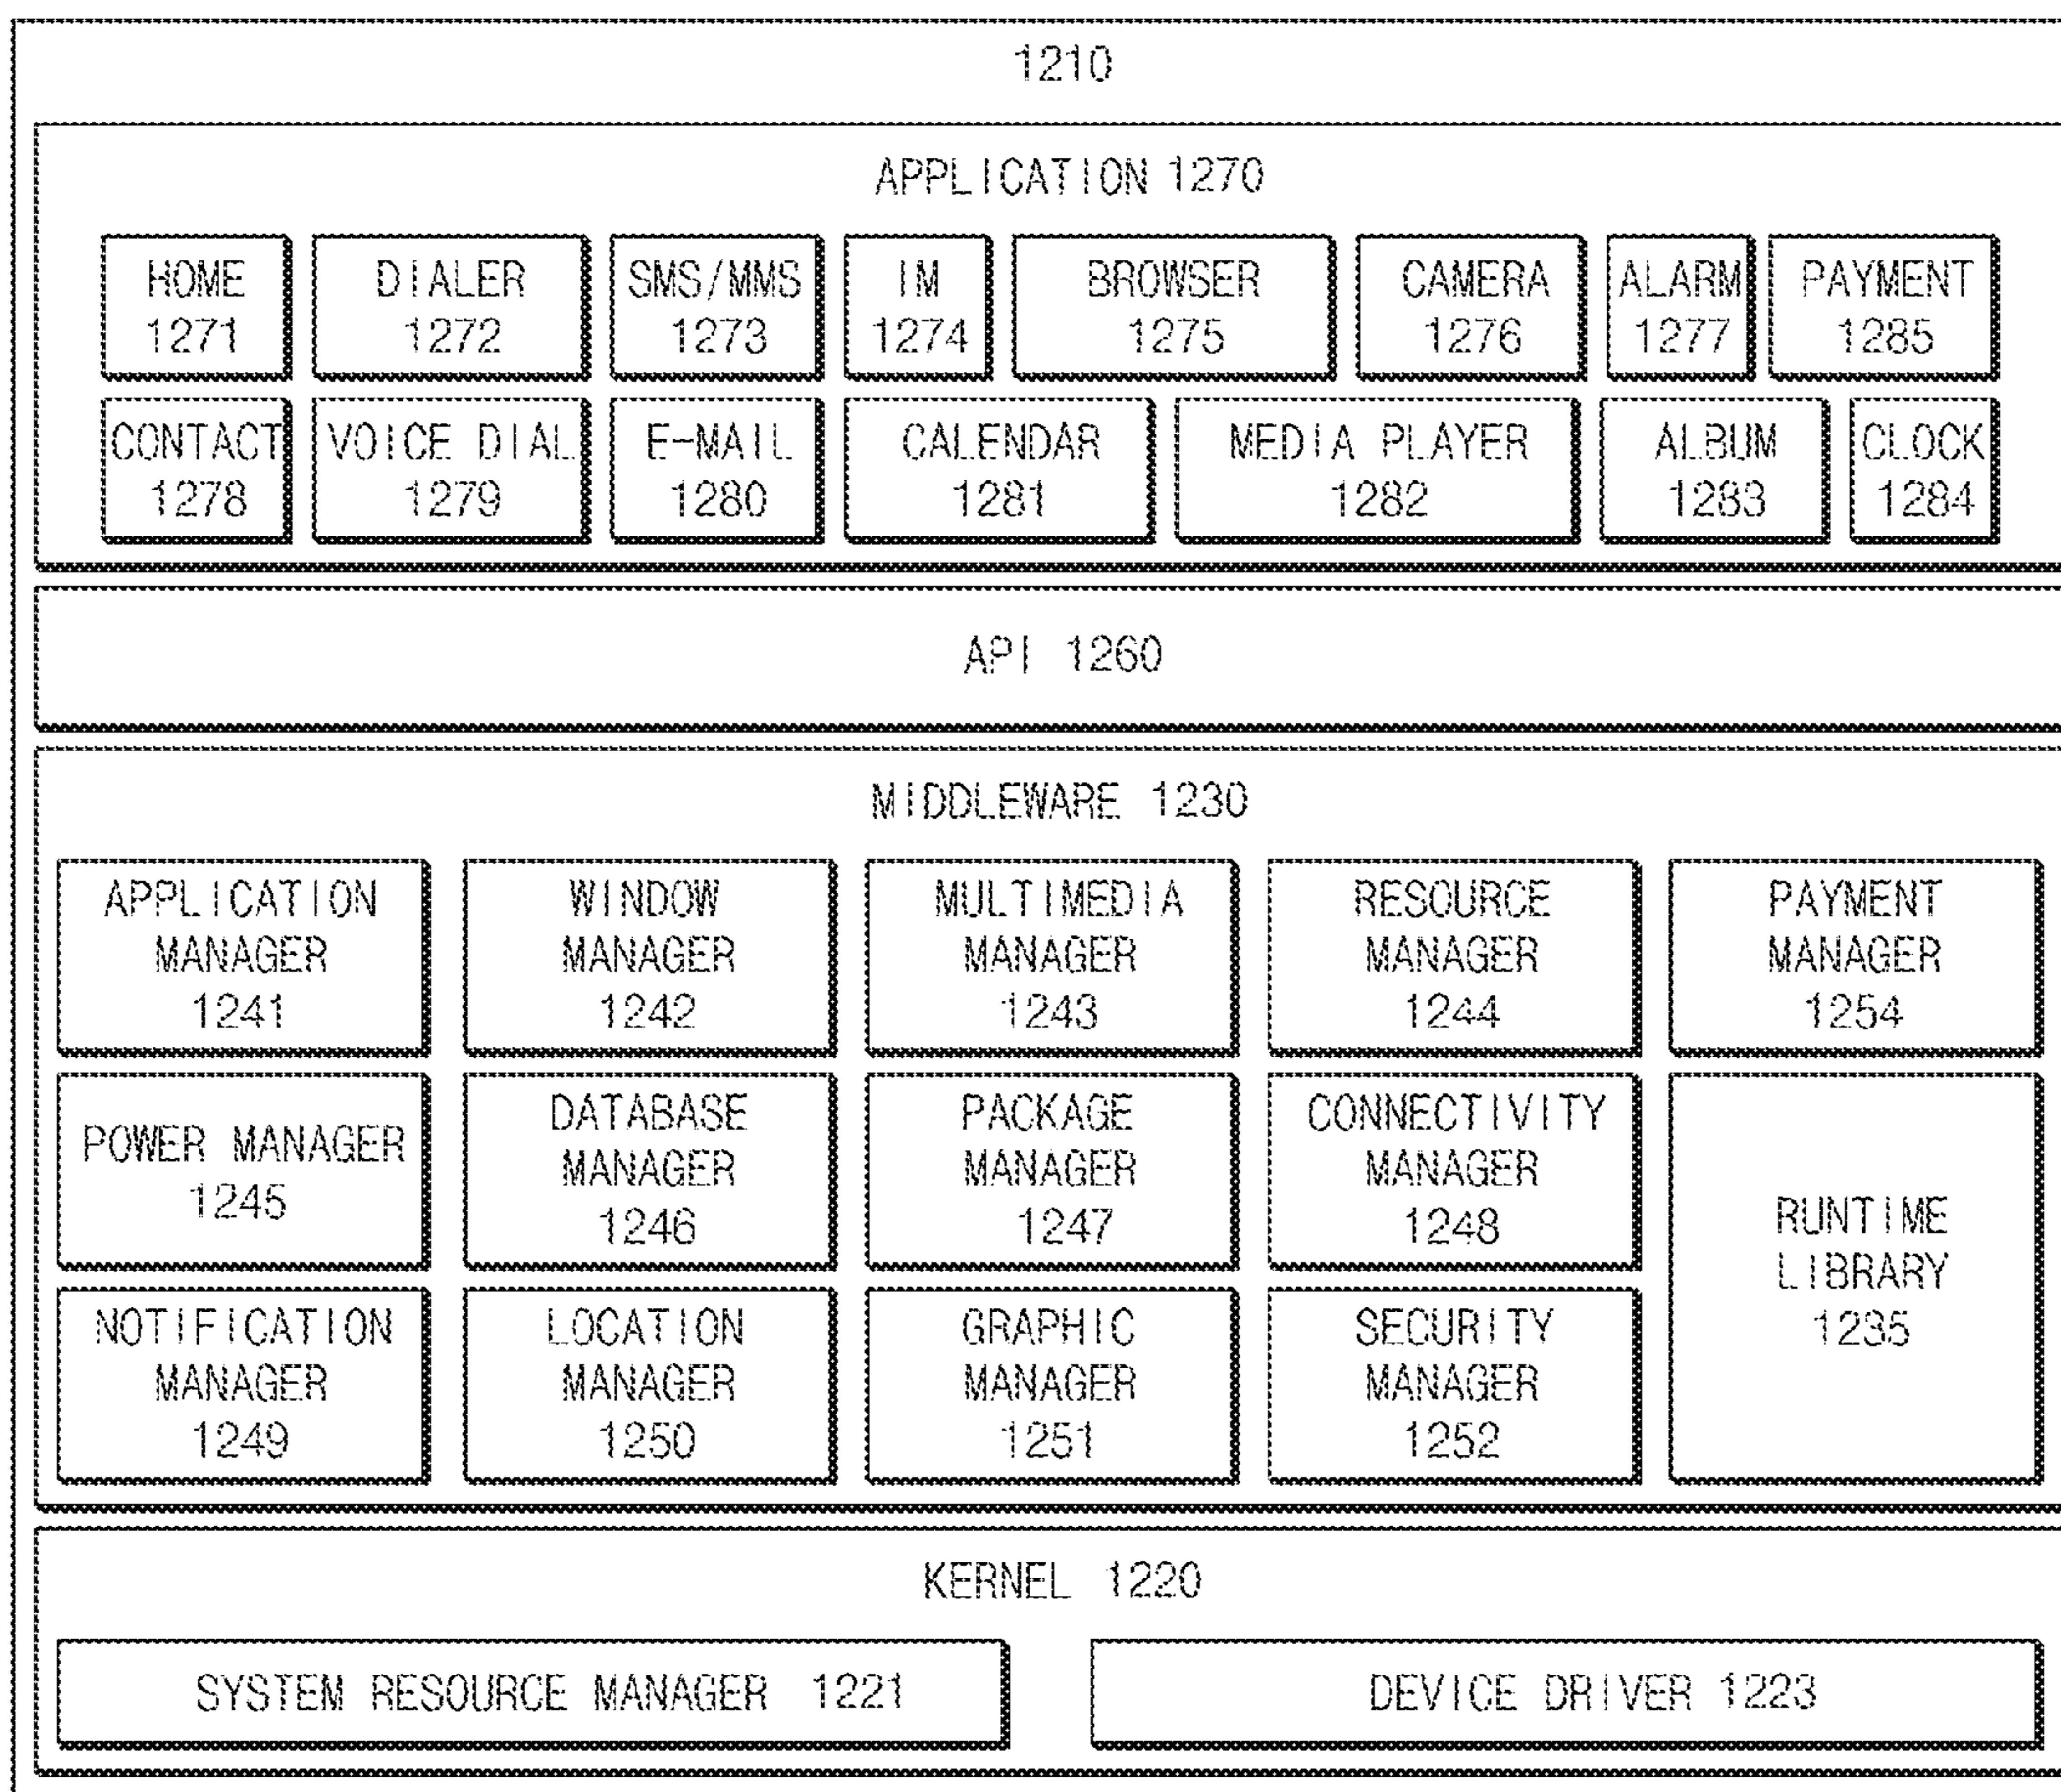 1210
APPLICATION 1270
HOME
1271
DIALER
1272
SMS/MMS
1273
IM
1274
BROWSER
1275
CAMERA
1276
ALARM
1277
PAYMENT
1285
CONTACT
1278
VOICE DIAL
1279
E-MAIL
1280
CALENDAR
1281
MEDIA PLAYER
1282
ALBUM
1283
CLOCK
1284
API 1260
MIDDLEWARE 1230
APPLICATION
MANAGER
1241
WINDOW
MANAGER
1242
MULTIMEDIA
MANAGER
1243
RESOURCE
MANAGER
1244
PAYMENT
MANAGER
1254
POWER MANAGER
1245
DATABASE
MANAGER
1246
PACKAGE
MANAGER
1247
CONNECTIVITY
MANAGER
1248
RUNTIME
LIBRARY
1235
NOTIFICATION
MANAGER
1249
LOCATION
MANAGER
1250
GRAPHIC
MANAGER
1251
SECURITY
MANAGER
1252
KERNEL 1220
SYSTEM RESOURCE MANAGER 1221
DEVICE DRIVER 1223